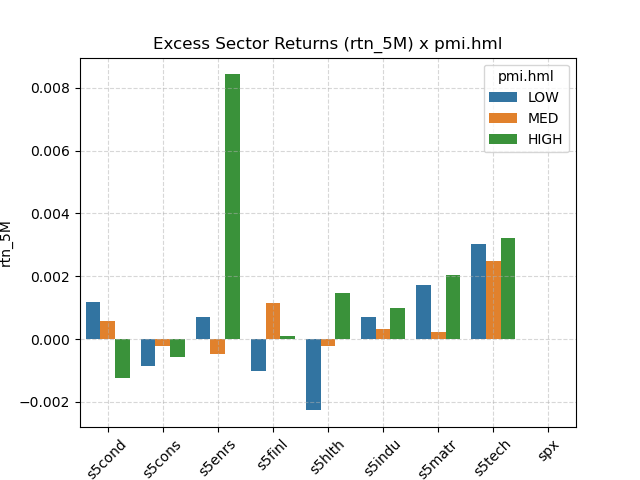 Excess Sector Returns (rtn_5M) x pmi.hml
pmi.hml
LOW
MED
HIGH
rtn_5M
0.008
0.006
0.004
0.002
0.000
−0.002
s5cond
s5cons
s5enrs
s5finl
s5hlth
s5indu
s5matr
s5tech
spx